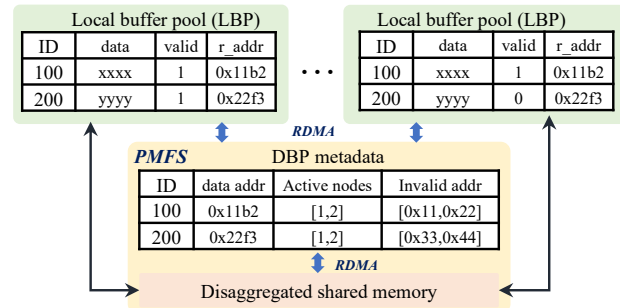 Local buffer pool (LBP)
ID data valid r_addr
100 xxxx 1 0x11b2
200 yyyy 1 0x22f3
...
Local buffer pool (LBP)
ID data valid r_addr
100 xxxx 1 0x11b2
200 yyyy 0 0x22f3
RDMA
PMFS DBP metadata
ID data addr Active nodes Invalid addr
100 0x11b2 [1,2] [0x11,0x22]
200 0x22f3 [1,2] [0x33,0x44]
RDMA
Disaggregated shared memory